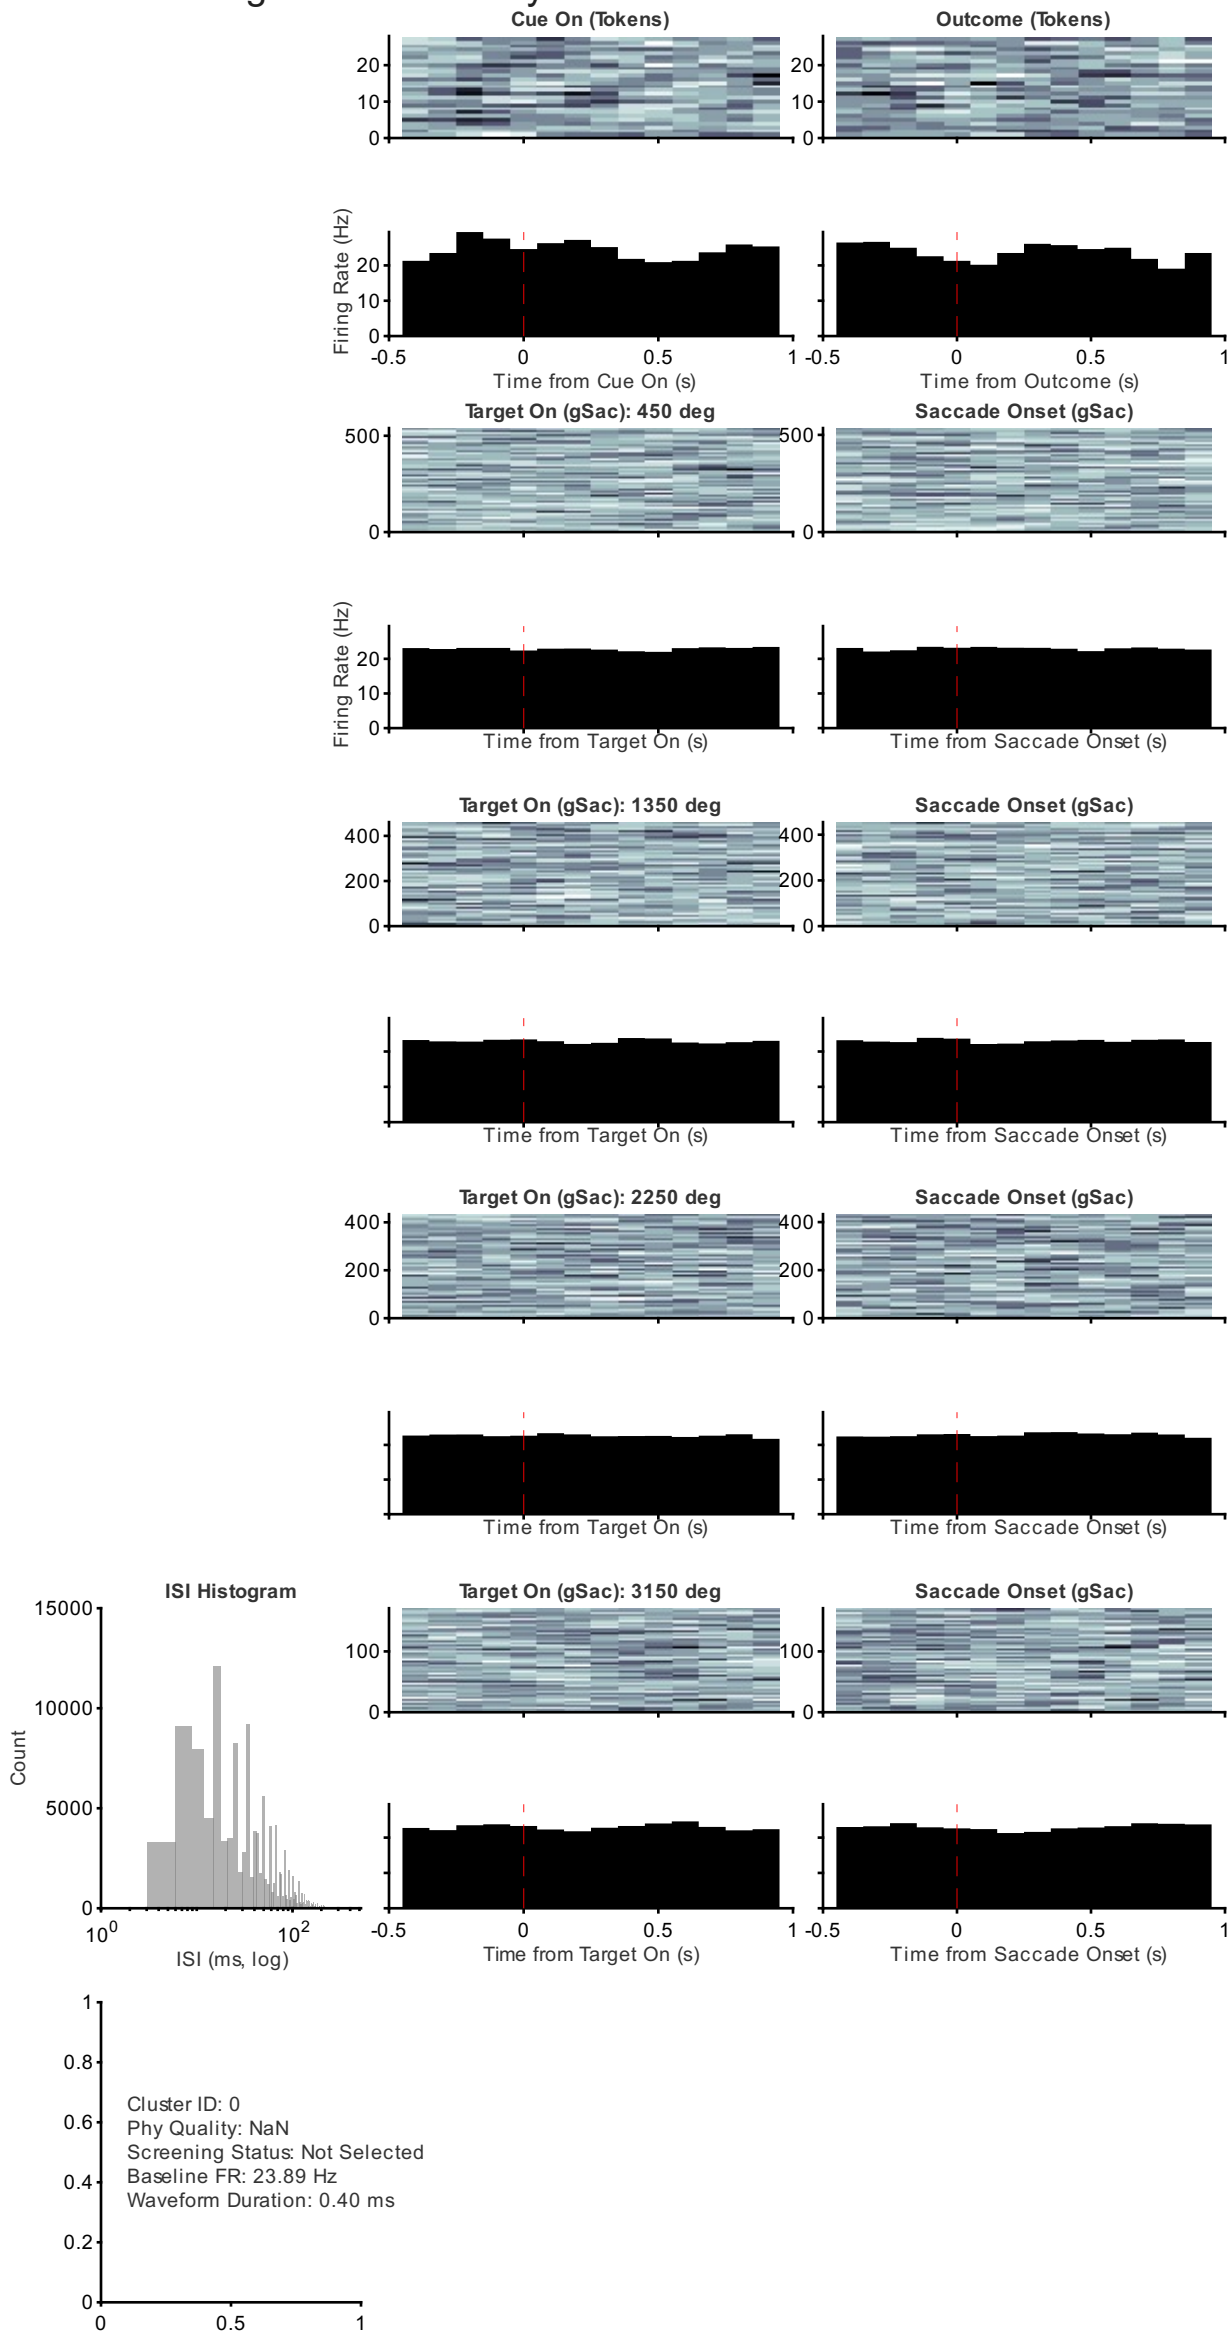 Cue On (Tokens)
Outcome (Tokens)
20
10
0
20
10
0
Firing Rate (Hz)
20
10
0
-0.5
0
0.5
1
-0.5
0
0.5
1
Time from Cue On (s)
Time from Outcome (s)
Target On (gSac): 450 deg
Saccade Onset (gSac)
500
0
500
0
Firing Rate (Hz)
20
10
0
Time from Target On (s)
Time from Saccade Onset (s)
Target On (gSac): 1350 deg
Saccade Onset (gSac)
400
200
0
400
200
0
Time from Target On (s)
Time from Saccade Onset (s)
Target On (gSac): 2250 deg
Saccade Onset (gSac)
400
200
0
400
200
0
Time from Target On (s)
Time from Saccade Onset (s)
ISI Histogram
Target On (gSac): 3150 deg
Saccade Onset (gSac)
15000
10000
5000
0
Count
10^0
10^2
ISI (ms, log)
100
0
100
0
-0.5
0
0.5
1
-0.5
0
0.5
1
Time from Target On (s)
Time from Saccade Onset (s)
1
0.8
0.6
0.4
0.2
0
Cluster ID: 0
Phy Quality: NaN
Screening Status: Not Selected
Baseline FR: 23.89 Hz
Waveform Duration: 0.40 ms
0
0.5
1